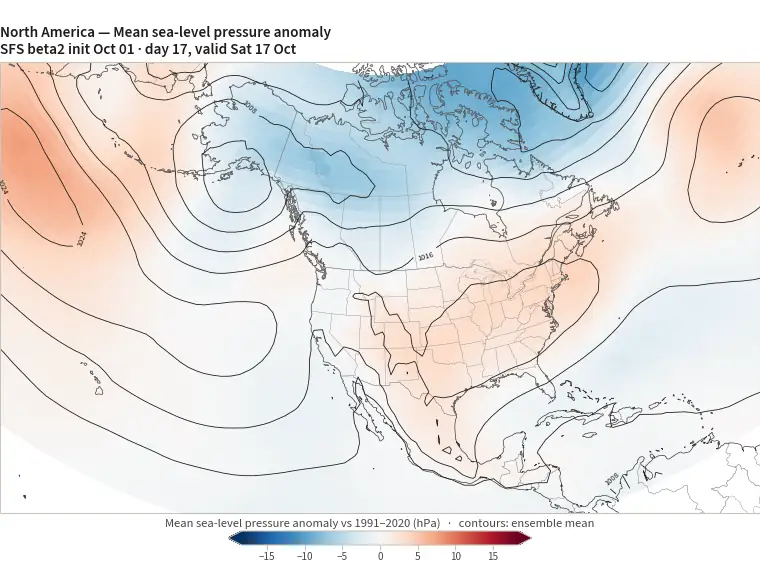 North America — Mean sea-level pressure anomaly
SFS beta2 init Oct 01 · day 17, valid Sat 17 Oct
1008
1024
1024
1016
1008
Mean sea-level pressure anomaly vs 1991–2020 (hPa) · contours: ensemble mean
−15 −10 −5 0 5 10 15